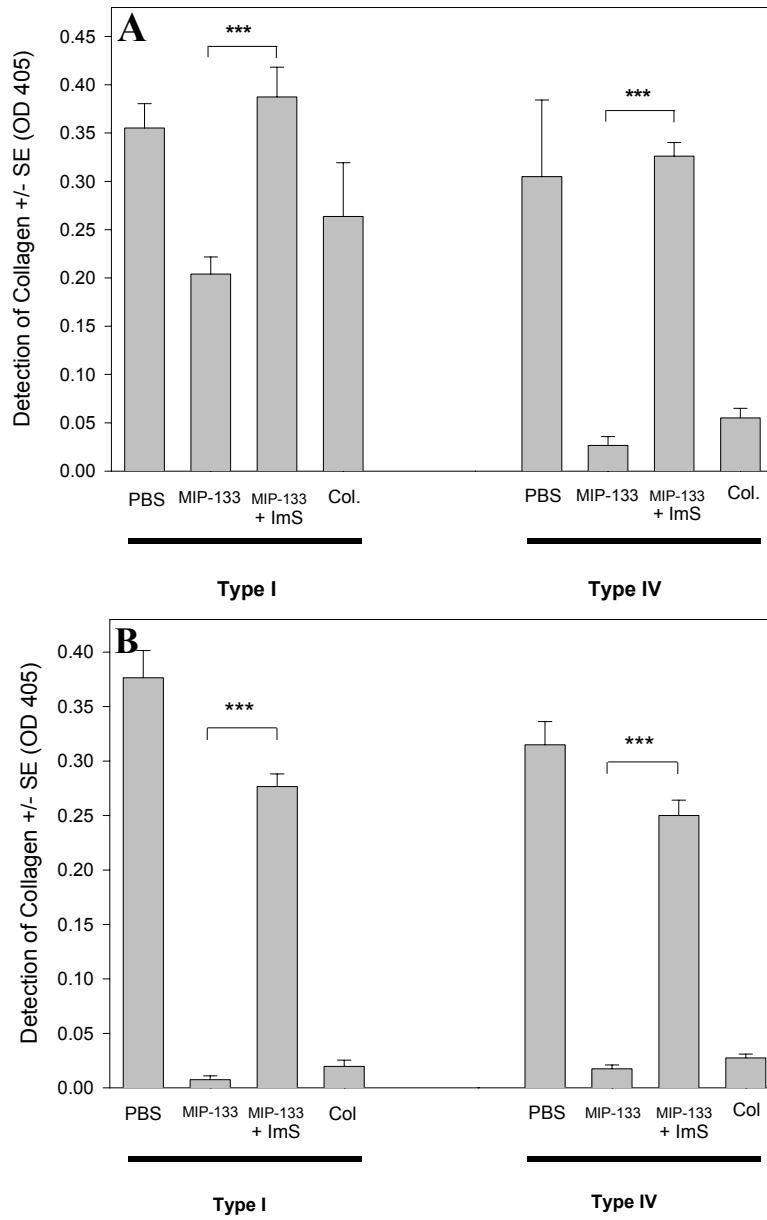 A
Detection of Collagen +/- SE (OD 405)
0.45
0.40
0.35
0.30
0.25
0.20
0.15
0.10
0.05
0.00
***
***
PBS MIP-133 MIP-133 + ImS Col.
PBS MIP-133 MIP-133 + ImS Col.
Type I
Type IV
B
Detection of Collagen +/- SE (OD 405)
0.40
0.35
0.30
0.25
0.20
0.15
0.10
0.05
0.00
***
***
PBS MIP-133 MIP-133 + ImS Col
PBS MIP-133 MIP-133 + ImS Col
Type I
Type IV